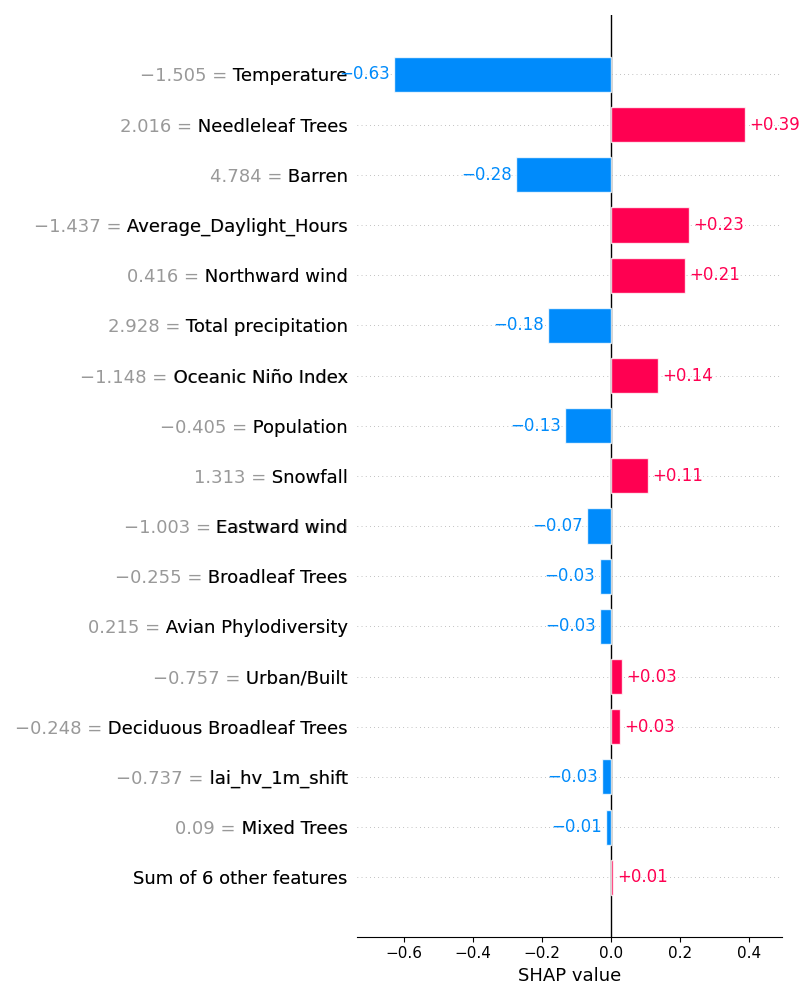 −1.505 = Temperature −0.63
2.016 = Needleleaf Trees +0.39
4.784 = Barren −0.28
−1.437 = Average_Daylight_Hours +0.23
0.416 = Northward wind +0.21
2.928 = Total precipitation −0.18
−1.148 = Oceanic Niño Index +0.14
−0.405 = Population −0.13
1.313 = Snowfall +0.11
−1.003 = Eastward wind −0.07
−0.255 = Broadleaf Trees −0.03
0.215 = Avian Phylodiversity −0.03
−0.757 = Urban/Built +0.03
−0.248 = Deciduous Broadleaf Trees +0.03
−0.737 = lai_hv_1m_shift −0.03
0.09 = Mixed Trees −0.01
Sum of 6 other features +0.01
−0.6 −0.4 −0.2 0.0 0.2 0.4
SHAP value